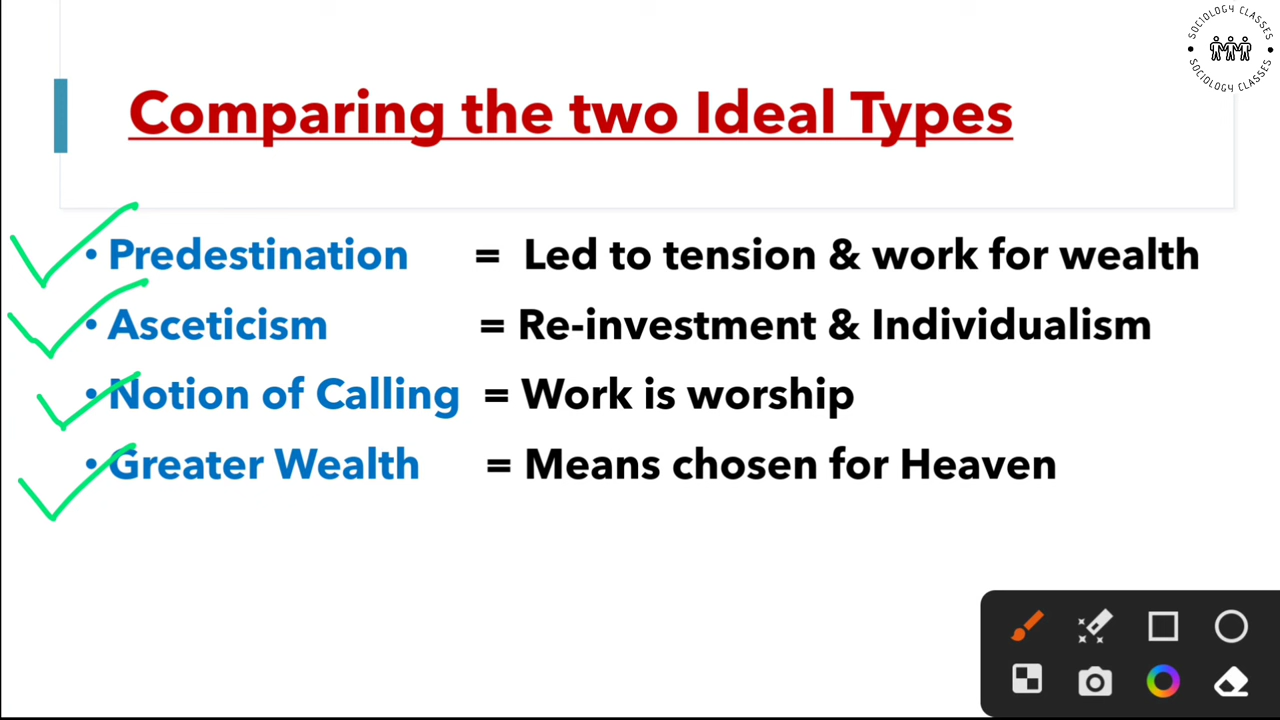 SOCIOLOGY CLASSES
SOCIOLOGY CLASSES
Comparing the two Ideal Types
• Predestination = Led to tension & work for wealth
• Asceticism = Re-investment & Individualism
• Notion of Calling = Work is worship
• Greater Wealth = Means chosen for Heaven